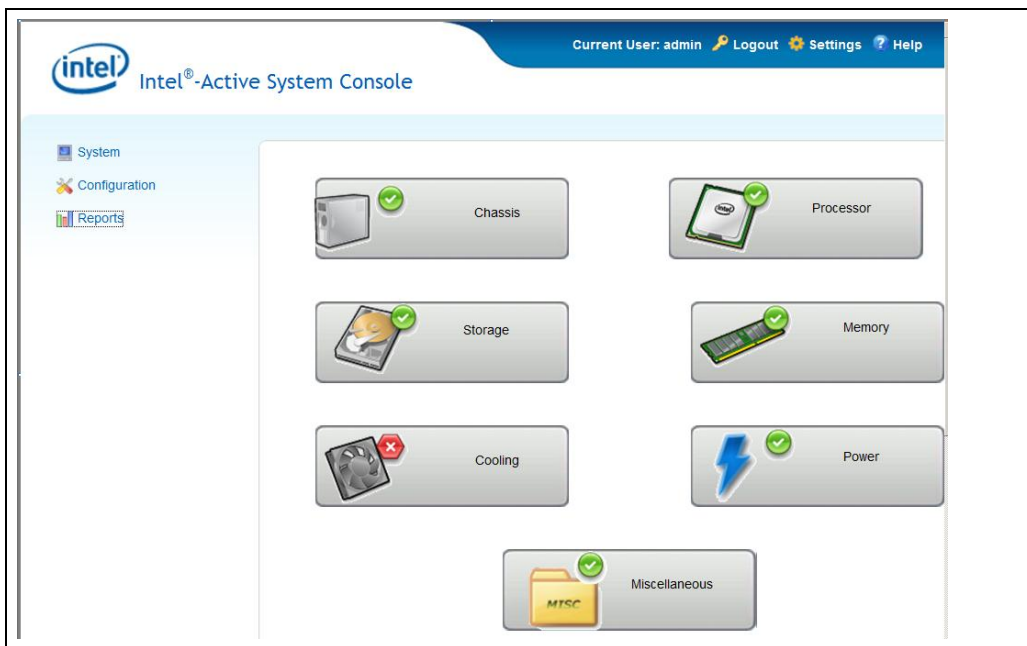 Current User: admin Logout Settings Help
intel
Intel®-Active System Console
System
Configuration
Reports
Chassis
intel
Processor
Storage
Memory
Cooling
Power
MISC
Miscellaneous